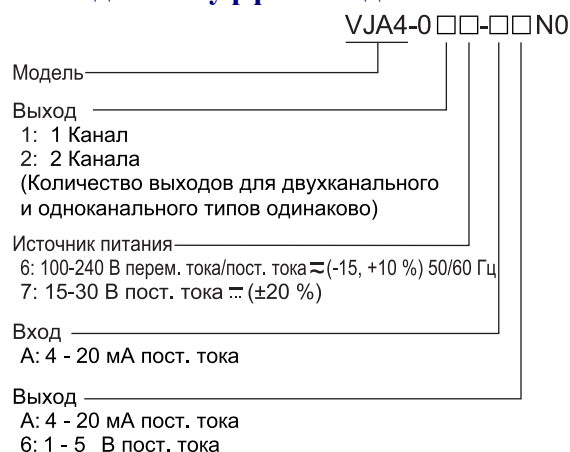 VJA4-0□□-□□N0
Модель
Выход
1: 1 Канал
2: 2 Канала
(Количество выходов для двухканального
и одноканального типов одинаково)
Источник питания
6: 100-240 В перем. тока/пост. тока ⎓ (-15, +10 %) 50/60 Гц
7: 15-30 В пост. тока ⎓ (±20 %)
Вход
A: 4 - 20 мА пост. тока
Выход
A: 4 - 20 мА пост. тока
6: 1 - 5 В пост. тока